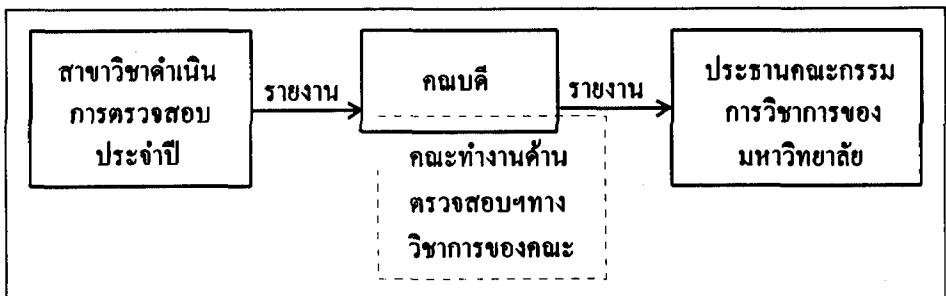 สาขาวิชาดำเนิน
การตรวจสอบ
ประจำปี
รายงาน
คณบดี
คณะทำงานด้าน
ตรวจสอบฯทาง
วิชาการของคณะ
รายงาน
ประธานคณะกรรม
การวิชาการของ
มหาวิทยาลัย